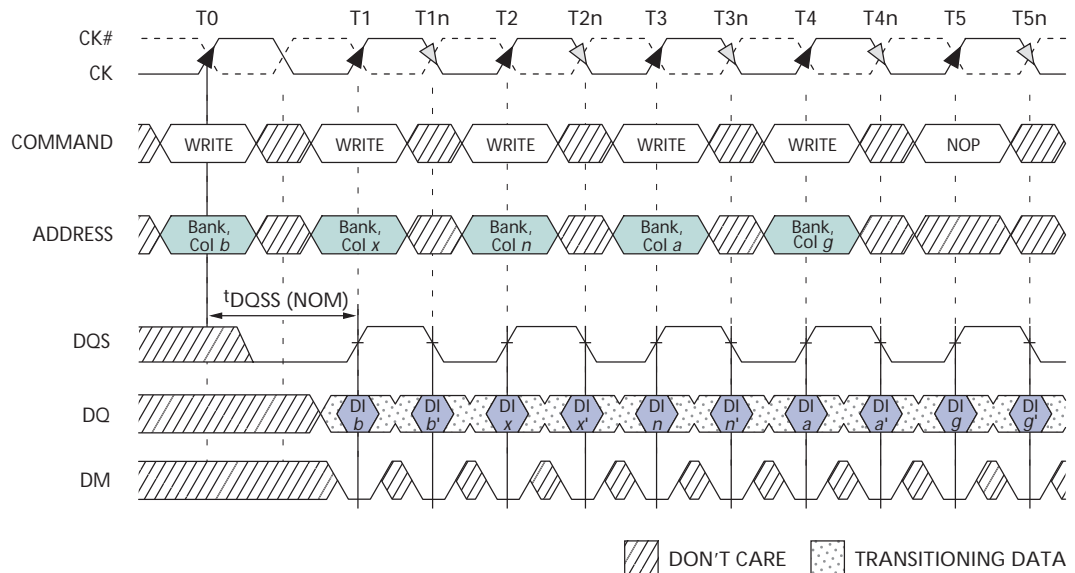 T0 T1 T1n T2 T2n T3 T3n T4 T4n T5 T5n
CK#
CK
COMMAND WRITE WRITE WRITE WRITE WRITE NOP
ADDRESS
Bank, Bank, Bank, Bank, Bank,
Col b Col x Col n Col a Col g
tDQSS (NOM)
DQS
DQ
DI DI DI DI DI DI DI DI DI DI
b b' x x' n n' a a' g g'
DM
DON'T CARE TRANSITIONING DATA